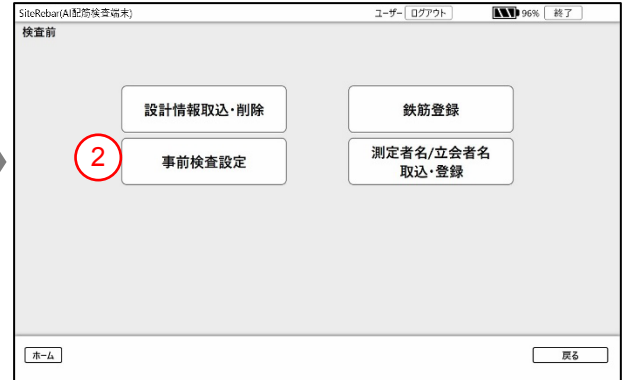 SiteRebar(AI配筋検査端末) ユーザー ログアウト 96% 終了
検査前
設計情報取込・削除 鉄筋登録
2 事前検査設定 測定者名/立会者名
取込・登録
ホーム 戻る